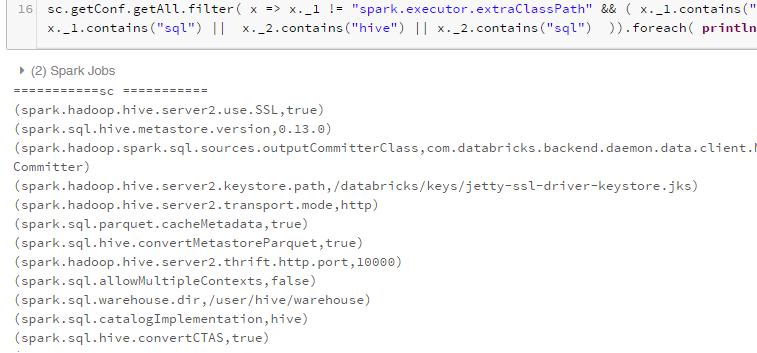 16 sc.getConf.getAll.filter( x => x._1 != "spark.executor.extraClassPath" && ( x._1.contains("
x._1.contains("sql") || x._2.contains("hive") || x._2.contains("sql") )).foreach( println
(2) Spark Jobs
===========sc ===========
(spark.hadoop.hive.server2.use.SSL,true)
(spark.sql.hive.metastore.version,0.13.0)
(spark.hadoop.spark.sql.sources.outputCommitterClass,com.databricks.backend.daemon.data.client.
Committer)
(spark.hadoop.hive.server2.keystore.path,/databricks/keys/jetty-ssl-driver-keystore.jks)
(spark.hadoop.hive.server2.transport.mode,http)
(spark.sql.parquet.cacheMetadata,true)
(spark.sql.hive.convertMetastoreParquet,true)
(spark.hadoop.hive.server2.thrift.http.port,10000)
(spark.sql.allowMultipleContexts,false)
(spark.sql.warehouse.dir,/user/hive/warehouse)
(spark.sql.catalogImplementation,hive)
(spark.sql.hive.convertCTAS,true)